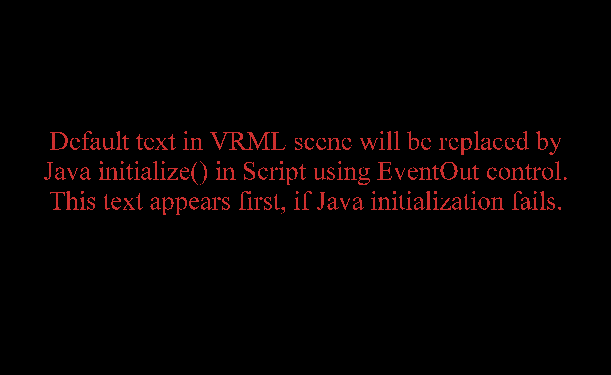 Default text in VRML scene will be replaced by
Java initialize() in Script using EventOut control.
This text appears first, if Java initialization fails.